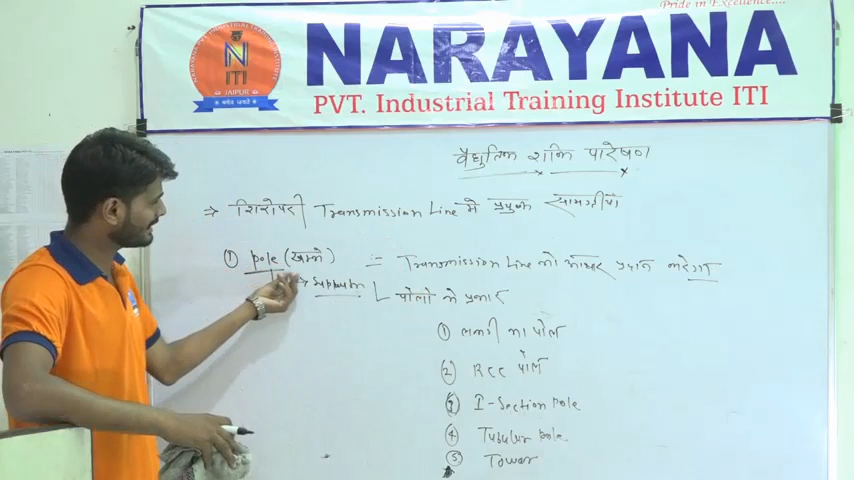 Pride in Excellence....
NARAYANA
PVT. Industrial Training Institute ITI
N
ITI
JAIPUR
वैधुतिक शक्ति पारेषण
→ शिरोपरी Transmission Line मे प्रयुक्त सामग्रीयाँ
① Pole (खम्भे) = Transmission Line को आधार प्रदान करेगा
→ Support
पोलो के प्रकार
① लकडी का पोल
② RCC पोल
③ I-Section Pole
④ Tubular Pole
⑤ Tower